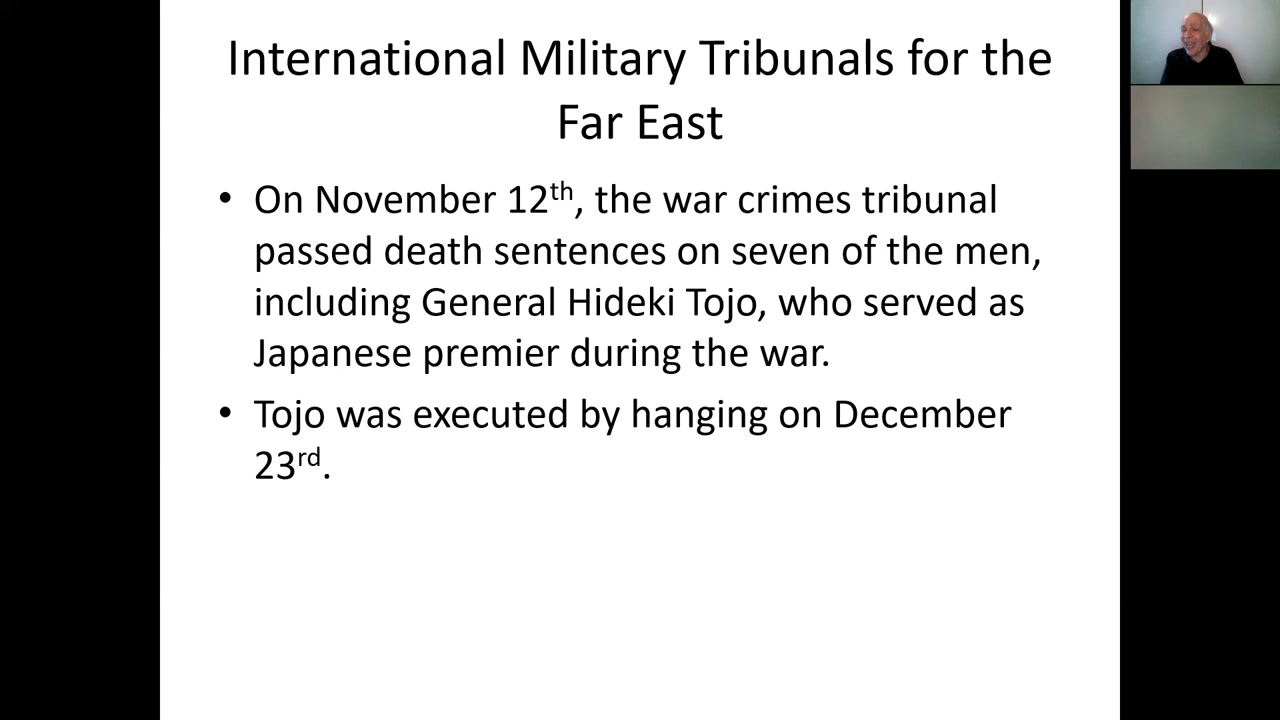 International Military Tribunals for the
Far East
• On November 12th, the war crimes tribunal
passed death sentences on seven of the men,
including General Hideki Tojo, who served as
Japanese premier during the war.
• Tojo was executed by hanging on December
23rd.